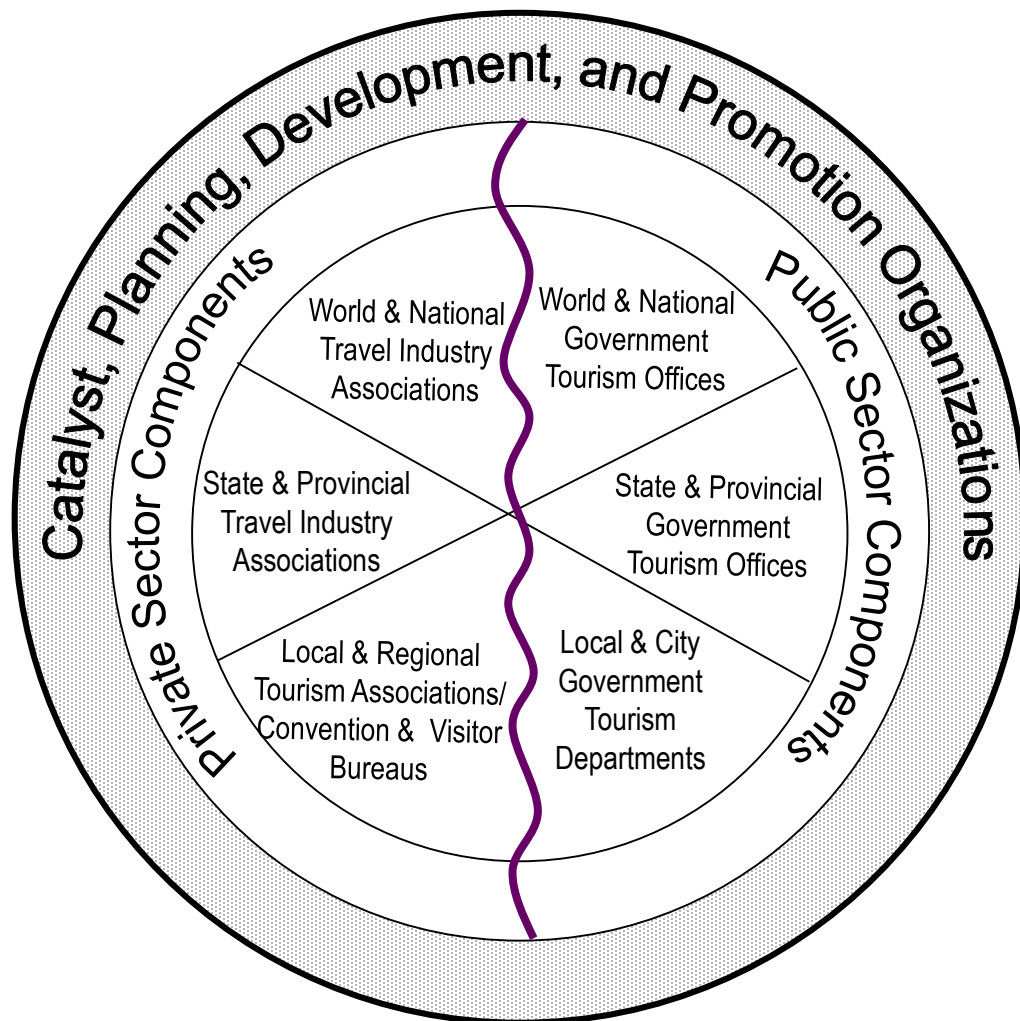 Catalyst, Planning, Development, and Promotion Organizations
Private Sector Components
Public Sector Components
World & National
Travel Industry
Associations
World & National
Government
Tourism Offices
State & Provincial
Travel Industry
Associations
State & Provincial
Government
Tourism Offices
Local & Regional
Tourism Associations/
Convention & Visitor
Bureaus
Local & City
Government
Tourism
Departments